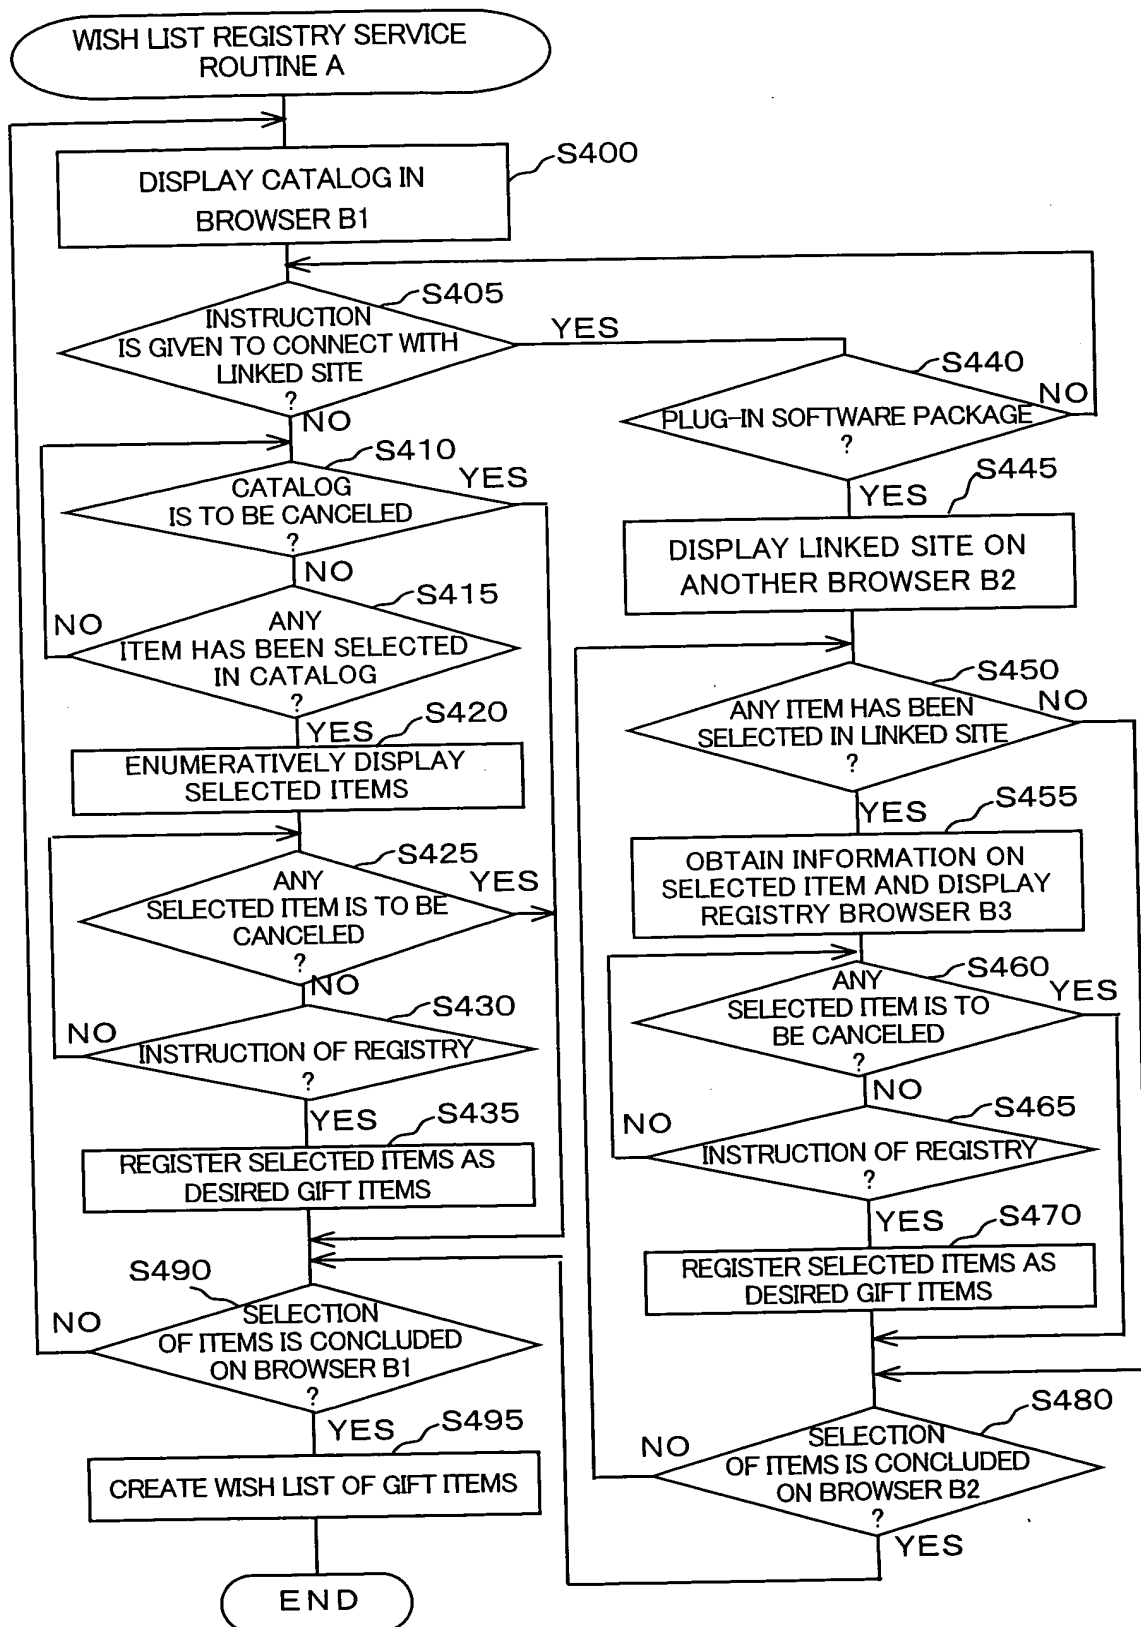 WISH LIST REGISTRY SERVICE
ROUTINE A
S400
DISPLAY CATALOG IN
BROWSER B1
S405
INSTRUCTION
IS GIVEN TO CONNECT WITH
LINKED SITE
?
YES
NO
S410
CATALOG
IS TO BE CANCELED
?
YES
NO
S415
ANY
ITEM HAS BEEN SELECTED
IN CATALOG
?
NO
YES
S420
ENUMERATIVELY DISPLAY
SELECTED ITEMS
S425
ANY
SELECTED ITEM IS TO BE
CANCELED
?
YES
NO
S430
INSTRUCTION OF REGISTRY
?
NO
YES
S435
REGISTER SELECTED ITEMS AS
DESIRED GIFT ITEMS
S490
SELECTION
OF ITEMS IS CONCLUDED
ON BROWSER B1
?
NO
YES
S495
CREATE WISH LIST OF GIFT ITEMS
END
S440
PLUG-IN SOFTWARE PACKAGE
?
NO
YES
S445
DISPLAY LINKED SITE ON
ANOTHER BROWSER B2
S450
ANY ITEM HAS BEEN
SELECTED IN LINKED SITE
?
NO
YES
S455
OBTAIN INFORMATION ON
SELECTED ITEM AND DISPLAY
REGISTRY BROWSER B3
S460
ANY
SELECTED ITEM IS TO
BE CANCELED
?
YES
NO
S465
INSTRUCTION OF REGISTRY
?
NO
YES
S470
REGISTER SELECTED ITEMS AS
DESIRED GIFT ITEMS
S480
SELECTION
OF ITEMS IS CONCLUDED
ON BROWSER B2
?
NO
YES